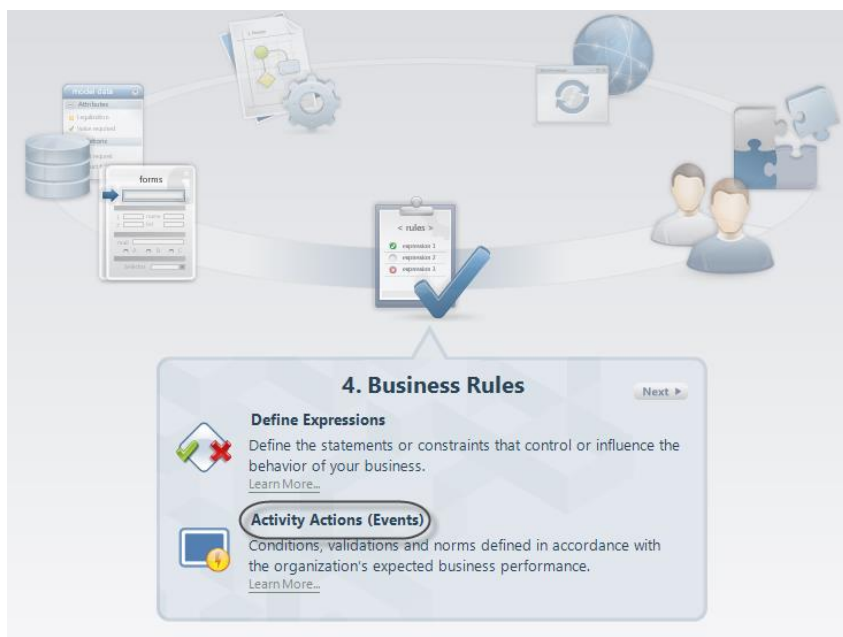 model data
Attributes
Legalization
forms
name
< rules >
expression 1
expression 2
expression 3
4. Business Rules
Next
Define Expressions
Define the statements or constraints that control or influence the
behavior of your business.
Learn More...
Activity Actions (Events)
Conditions, validations and norms defined in accordance with
the organization's expected business performance.
Learn More...